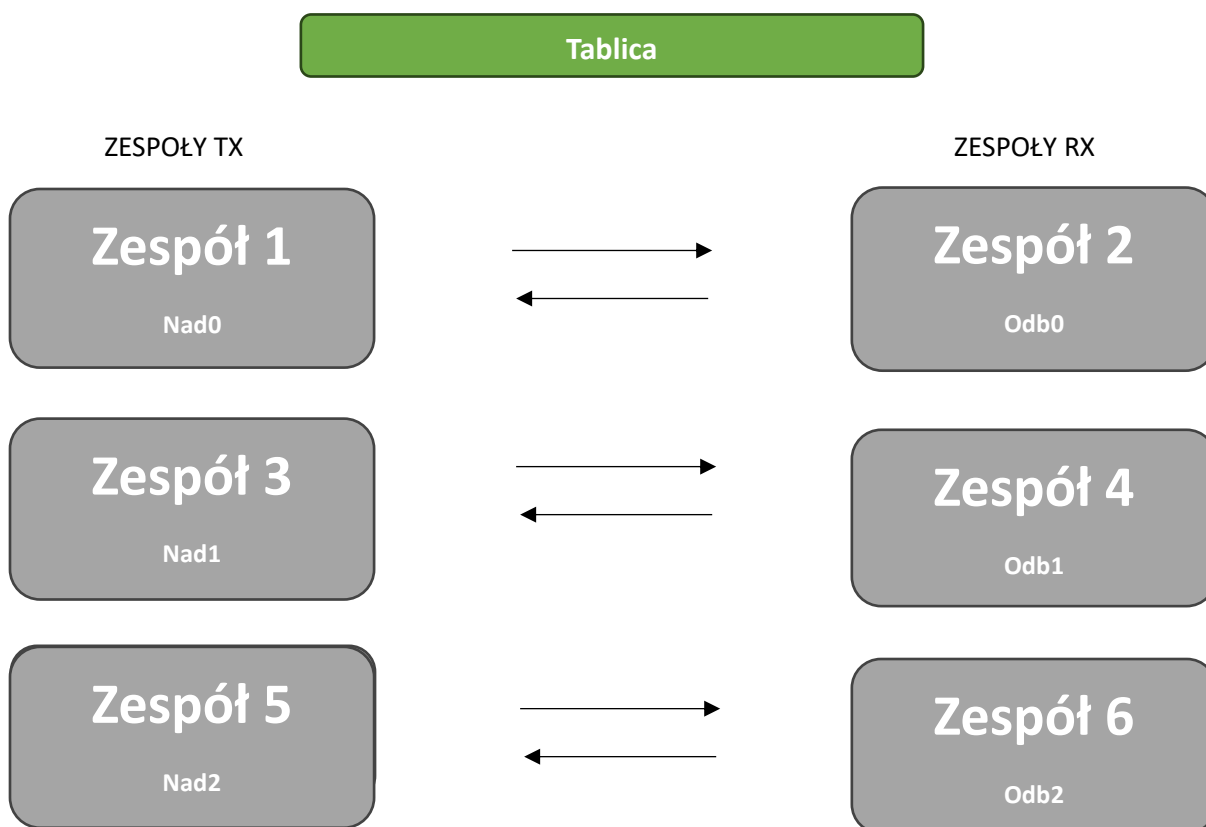 Tablica
ZESPOŁY TX
ZESPOŁY RX
Zespół 1
Nad0
Zespół 2
Odb0
Zespół 3
Nad1
Zespół 4
Odb1
Zespół 5
Nad2
Zespół 6
Odb2